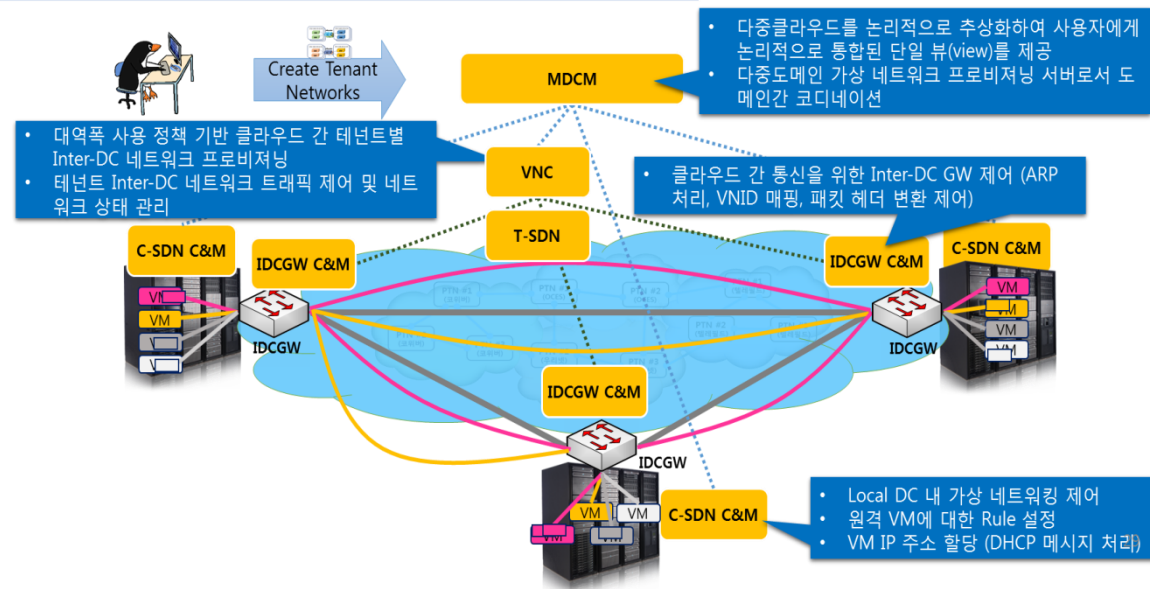 Create Tenant
Networks
MDCM
• 다중클라우드를 논리적으로 추상화하여 사용자에게
논리적으로 통합된 단일 뷰(view)를 제공
• 다중도메인 가상 네트워크 프로비져닝 서버로서 도
메인간 코디네이션
• 대역폭 사용 정책 기반 클라우드 간 테넌트별
Inter-DC 네트워크 프로비져닝
• 테넌트 Inter-DC 네트워크 트래픽 제어 및 네트
워크 상태 관리
VNC
• 클라우드 간 통신을 위한 Inter-DC GW 제어 (ARP
처리, VNID 매핑, 패킷 헤더 변환 제어)
T-SDN
C-SDN C&M
IDCGW C&M
IDCGW C&M
C-SDN C&M
VM
VM
VM
VM
IDCGW
VM
VM
VM
VM
IDCGW
PTN #1
PTN #2
PTN #3
IDCGW C&M
IDCGW
VM
VM
VM
VM
C-SDN C&M
• Local DC 내 가상 네트워킹 제어
• 원격 VM에 대한 Rule 설정
• VM IP 주소 할당 (DHCP 메시지 처리)